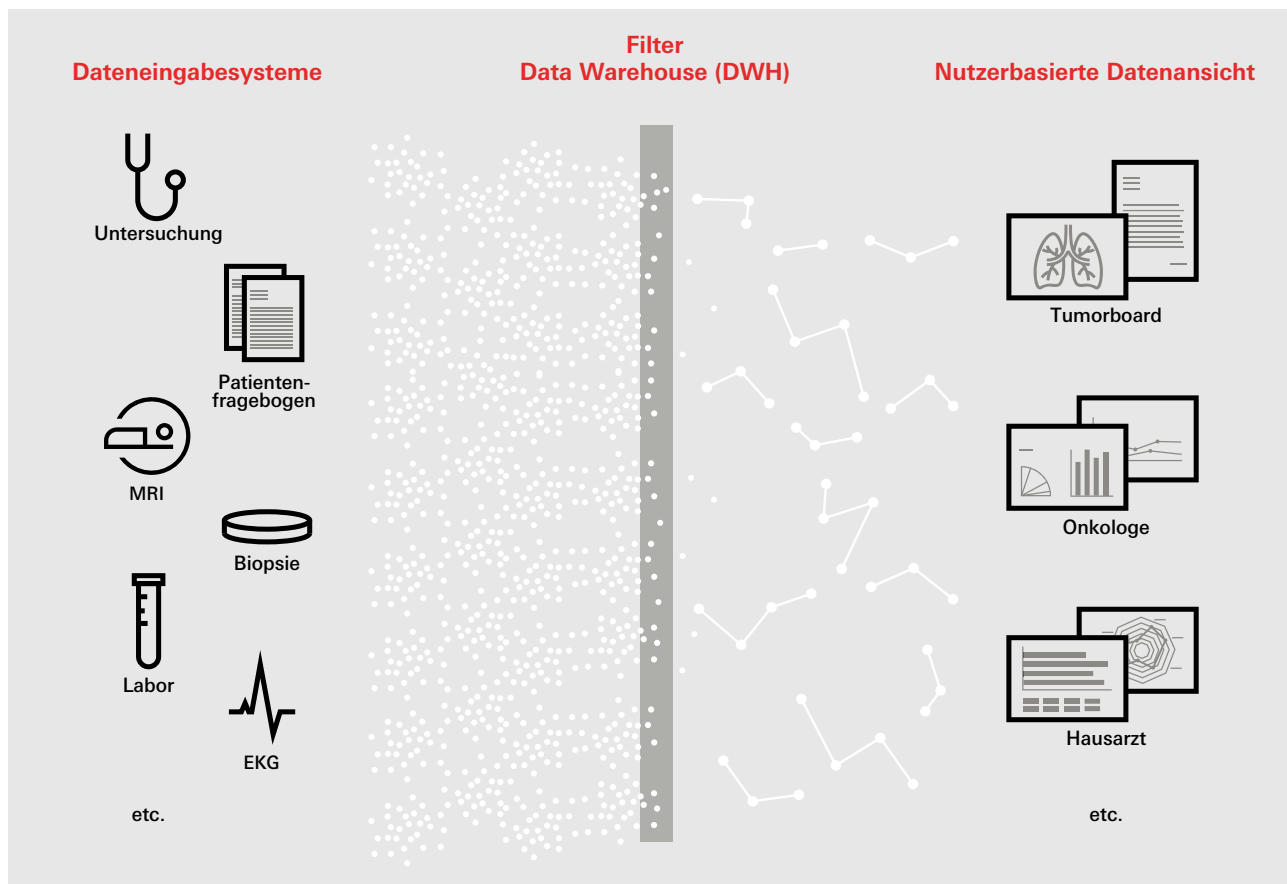 Dateneingabesysteme
Filter
Data Warehouse (DWH)
Nutzerbasierte Datenansicht
Untersuchung
Patienten-
fragebogen
MRI
Biopsie
Labor
EKG
etc.
Tumorboard
Onkologe
Hausarzt
etc.